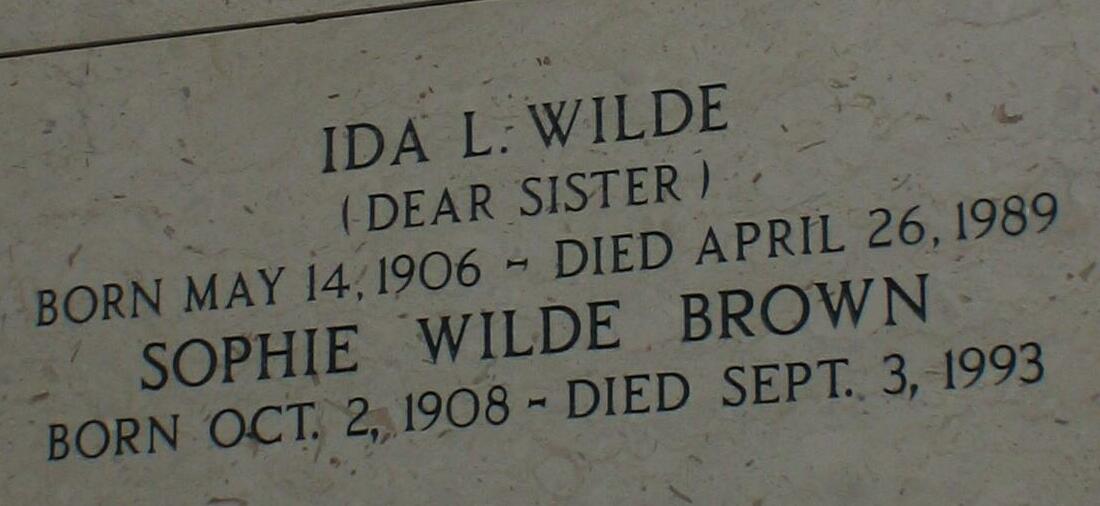 IDA L. WILDE
(DEAR SISTER)
BORN MAY 14, 1906 - DIED APRIL 26, 1989
SOPHIE WILDE BROWN
BORN OCT. 2, 1908 - DIED SEPT. 3, 1993